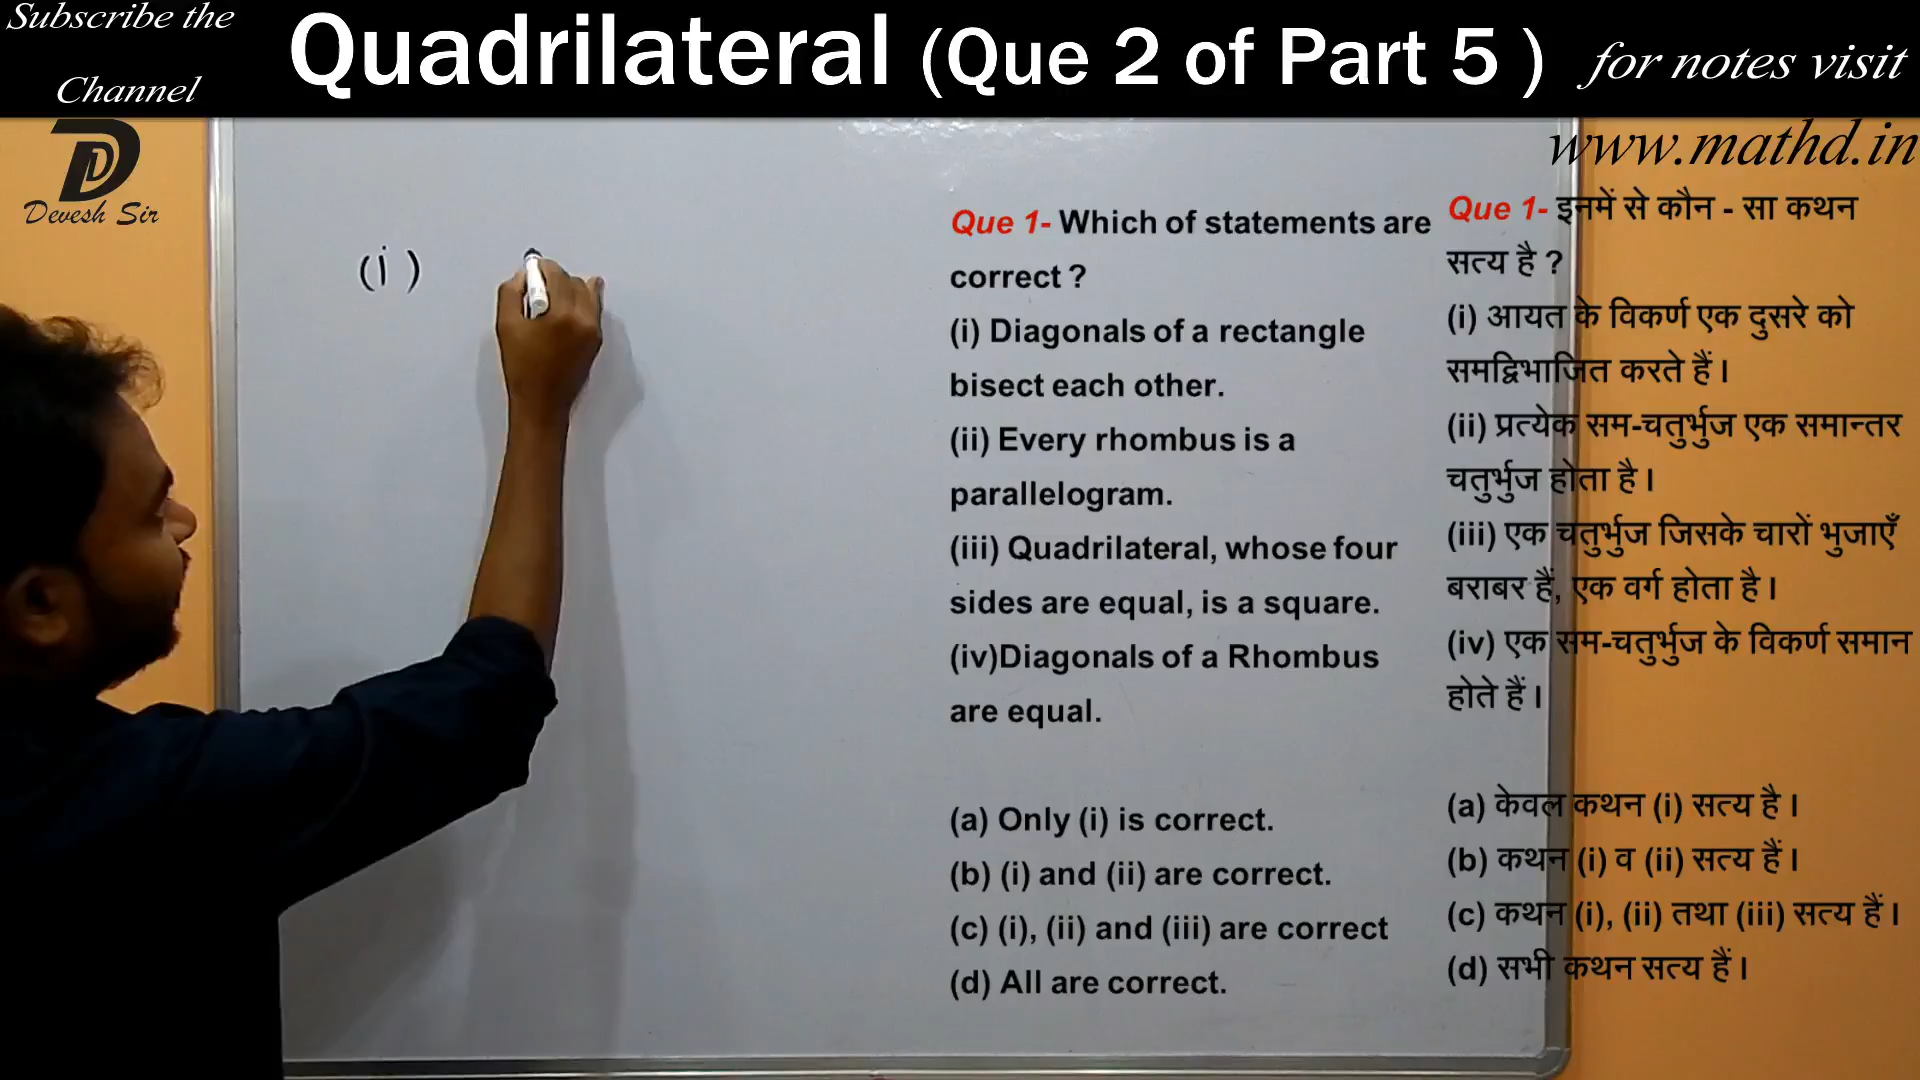 Subscribe the
Channel
Quadrilateral (Que 2 of Part 5 )
for notes visit
www.mathd.in
D
Devesh Sir
(i)
Que 1- Which of statements are
correct ?
(i) Diagonals of a rectangle
bisect each other.
(ii) Every rhombus is a
parallelogram.
(iii) Quadrilateral, whose four
sides are equal, is a square.
(iv)Diagonals of a Rhombus
are equal.
(a) Only (i) is correct.
(b) (i) and (ii) are correct.
(c) (i), (ii) and (iii) are correct
(d) All are correct.
Que 1- इनमें से कौन - सा कथन
सत्य है ?
(i) आयत के विकर्ण एक दुसरे को
समद्विभाजित करते हैं।
(ii) प्रत्येक सम-चतुर्भुज एक समान्तर
चतुर्भुज होता है।
(iii) एक चतुर्भुज जिसके चारों भुजाएँ
बराबर हैं, एक वर्ग होता है।
(iv) एक सम-चतुर्भुज के विकर्ण समान
होते हैं।
(a) केवल कथन (i) सत्य है।
(b) कथन (i) व (ii) सत्य हैं।
(c) कथन (i), (ii) तथा (iii) सत्य हैं।
(d) सभी कथन सत्य हैं।